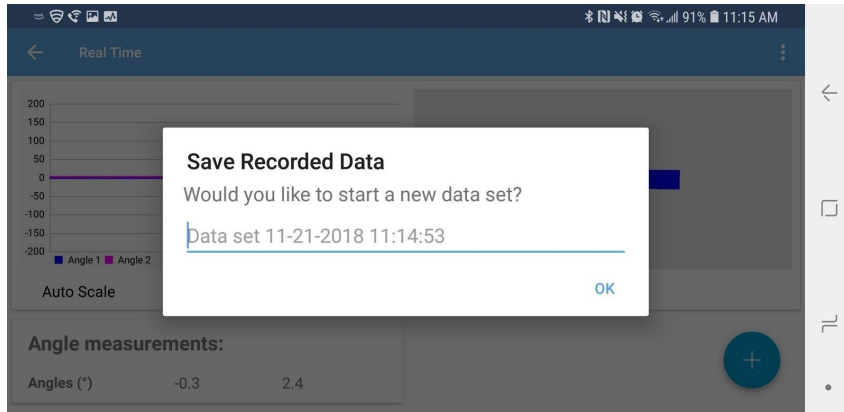 91% 11:15 AM
Real Time
200
150
100
50
0
-50
-100
-150
-200
Angle 1 Angle 2
Auto Scale
Save Recorded Data
Would you like to start a new data set?
Data set 11-21-2018 11:14:53
OK
Angle measurements:
Angles (°) -0.3 2.4